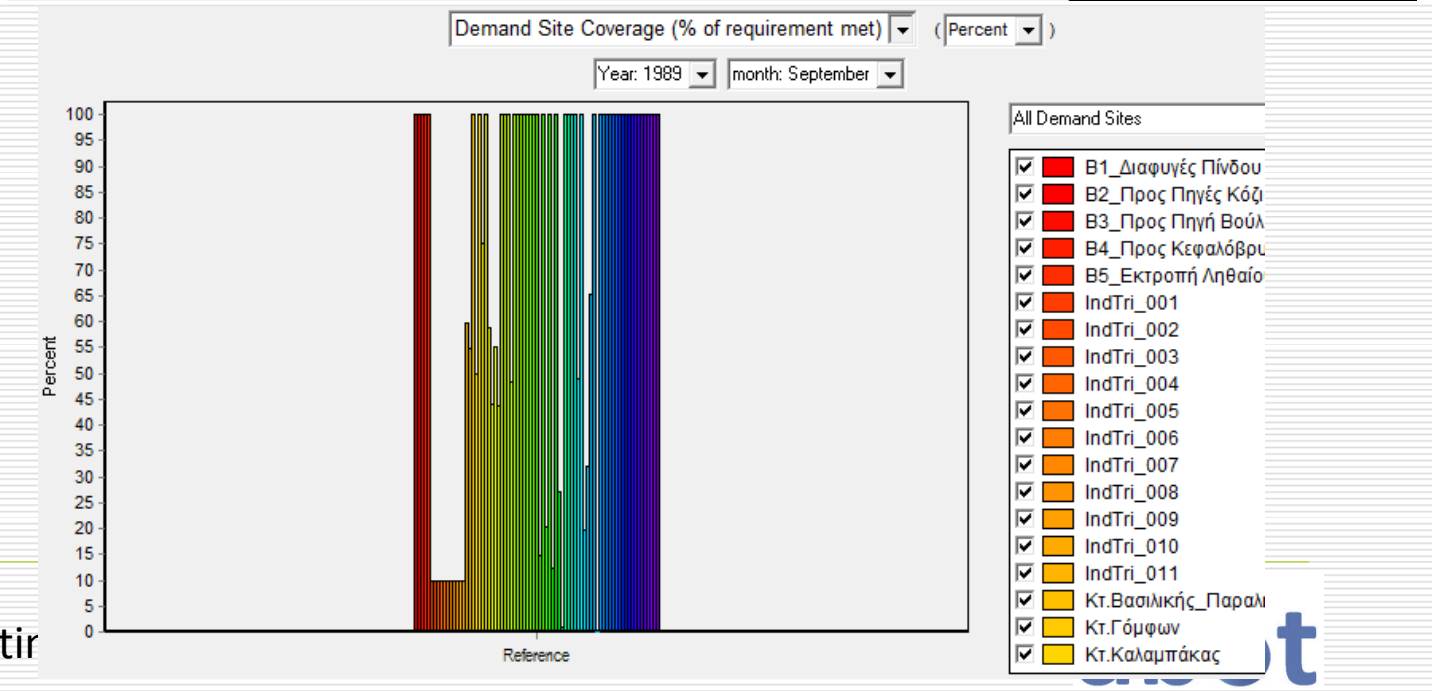 Demand Site Coverage (% of requirement met) ( Percent )
Year: 1989 month: September
All Demand Sites
100
95
90
85
80
75
70
65
60
55
50
45
40
35
30
25
20
15
10
5
0
Percent
Reference
B1_Διαφυγές Πίνδου
B2_Προς Πηγές Κόζι
B3_Προς Πηγή Βούλ
B4_Προς Κεφαλόβρυ
B5_Εκτροπή Ληθαίο
IndTri_001
IndTri_002
IndTri_003
IndTri_004
IndTri_005
IndTri_006
IndTri_007
IndTri_008
IndTri_009
IndTri_010
IndTri_011
Κτ.Βασιλικής_Παραλ
Κτ.Γόμφων
Κτ.Καλαμπάκας